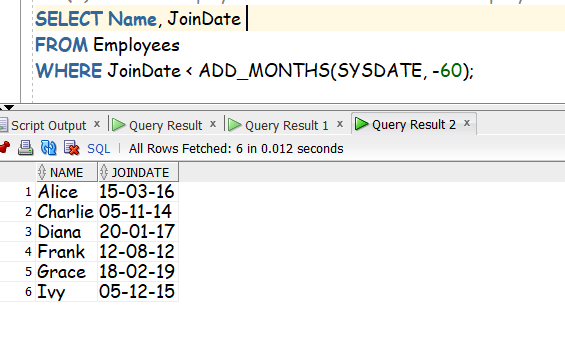 SELECT Name, JoinDate
FROM Employees
WHERE JoinDate < ADD_MONTHS(SYSDATE, -60);
Script Output x Query Result x Query Result 1 x Query Result 2 x
SQL | All Rows Fetched: 6 in 0.012 seconds
NAME JOINDATE
1 Alice 15-03-16
2 Charlie 05-11-14
3 Diana 20-01-17
4 Frank 12-08-12
5 Grace 18-02-19
6 Ivy 05-12-15